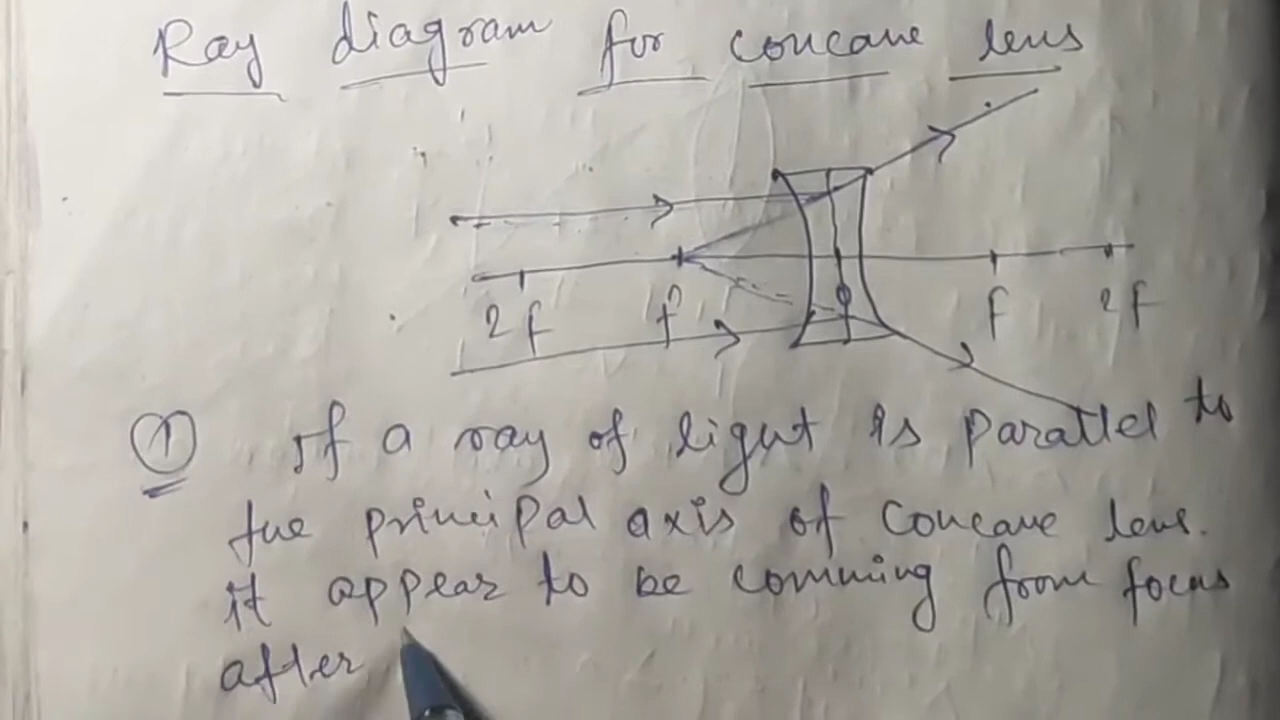 Ray diagram for concave lens
2f f o f 2f
① If a ray of light is parallel to
the principal axis of concave lens.
it appear to be comming from focus
after